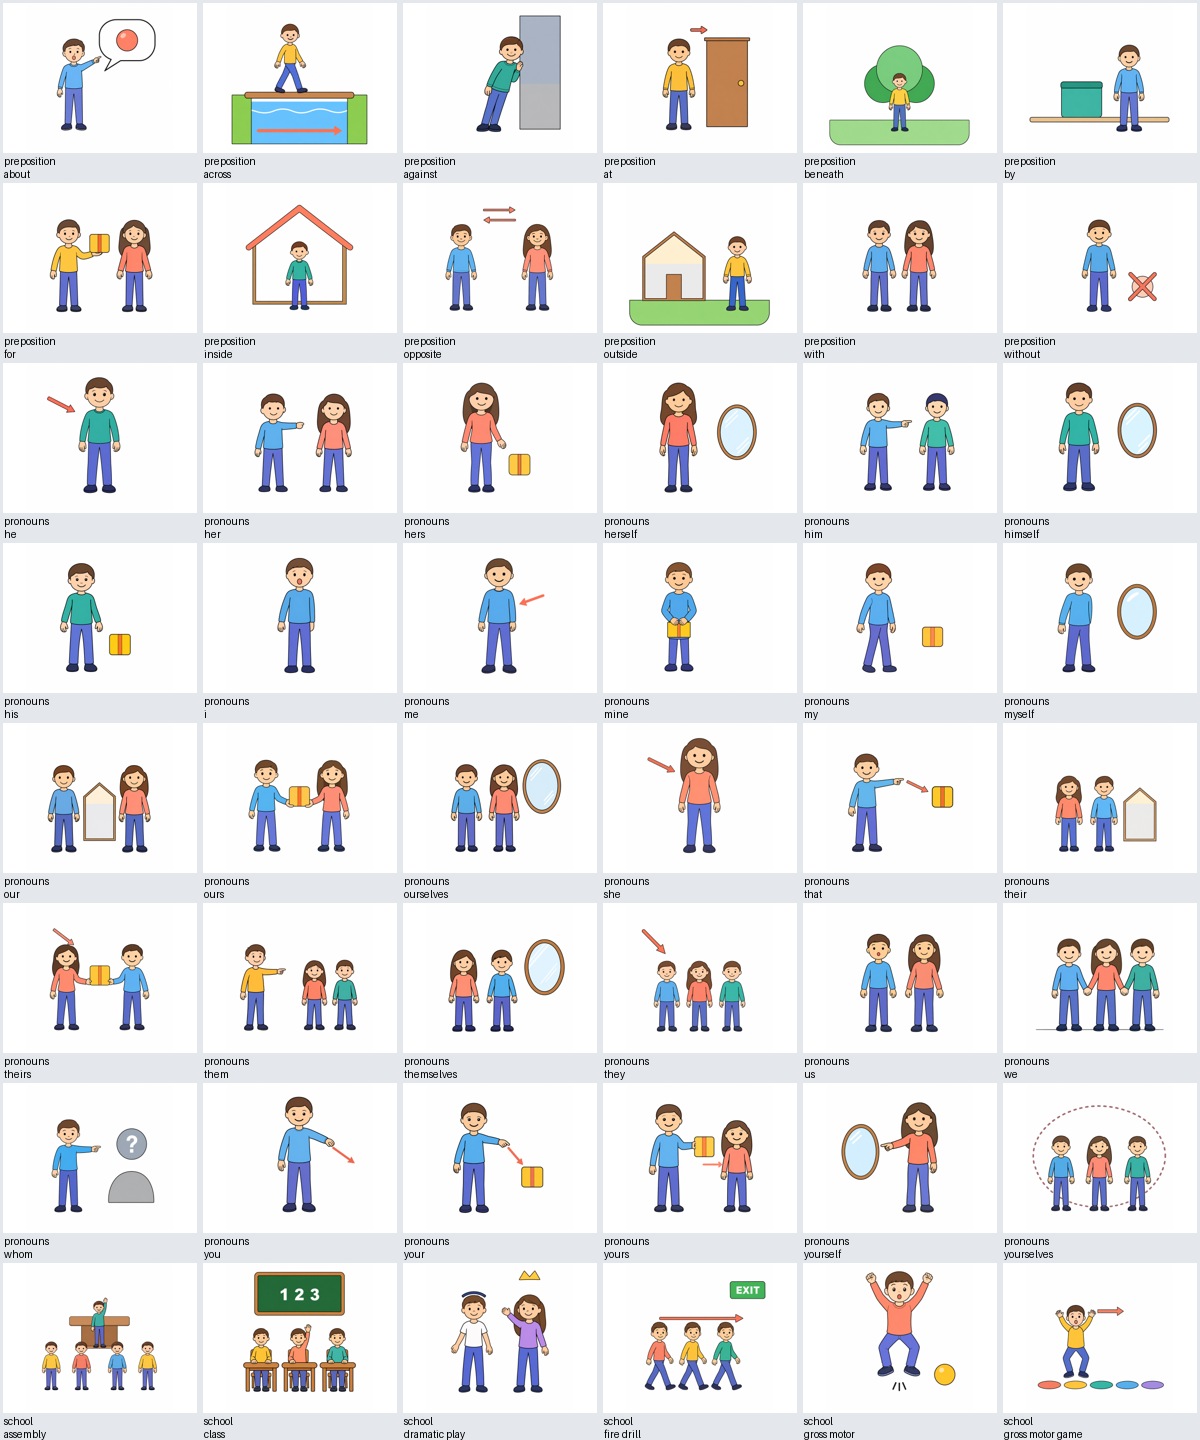 preposition
about
preposition
across
preposition
against
preposition
at
preposition
beneath
preposition
by
preposition
for
preposition
inside
preposition
opposite
preposition
outside
preposition
with
preposition
without
pronouns
he
pronouns
her
pronouns
hers
pronouns
herself
pronouns
him
pronouns
himself
pronouns
his
pronouns
i
pronouns
me
pronouns
mine
pronouns
my
pronouns
myself
pronouns
our
pronouns
ours
pronouns
ourselves
pronouns
she
pronouns
that
pronouns
their
pronouns
theirs
pronouns
them
pronouns
themselves
pronouns
they
pronouns
us
pronouns
we
?
pronouns
whom
pronouns
you
pronouns
your
pronouns
yours
pronouns
yourself
pronouns
yourselves
school
assembly
1 2 3
school
class
school
dramatic play
EXIT
school
fire drill
school
gross motor
school
gross motor game